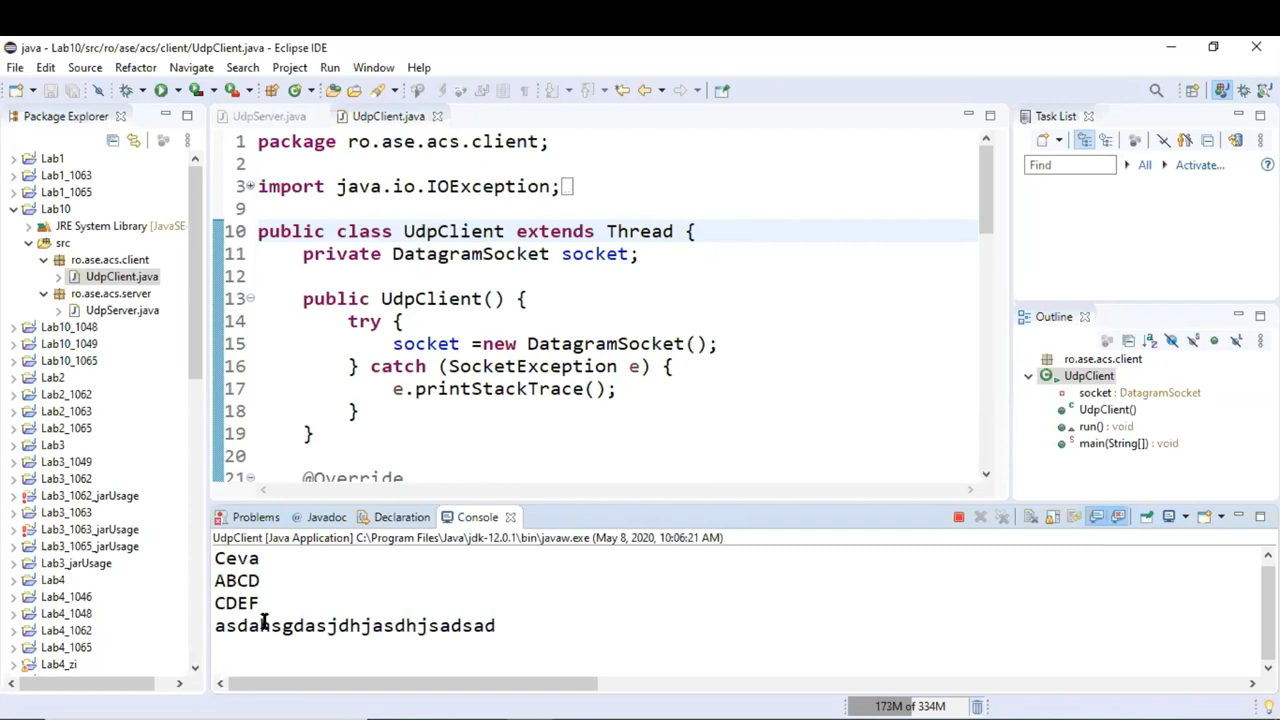 java - Lab10/src/ro/ase/acs/client/UdpClient.java - Eclipse IDE
File Edit Source Refactor Navigate Search Project Run Window Help
Package Explorer
Lab1
Lab1_1063
Lab1_1065
Lab10
JRE System Library [JavaSE-
src
ro.ase.acs.client
UdpClient.java
ro.ase.acs.server
UdpServer.java
Lab10_1048
Lab10_1049
Lab10_1065
Lab2
Lab2_1062
Lab2_1063
Lab2_1065
Lab3
Lab3_1049
Lab3_1062
Lab3_1062_jarUsage
Lab3_1063
Lab3_1063_jarUsage
Lab3_1065_jarUsage
Lab3_jarUsage
Lab4
Lab4_1046
Lab4_1048
Lab4_1062
Lab4_1065
Lab4_zi
UdpServer.java UdpClient.java
1 package ro.ase.acs.client;
2
3 import java.io.IOException;
9
10 public class UdpClient extends Thread {
11 private DatagramSocket socket;
12
13 public UdpClient() {
14 try {
15 socket =new DatagramSocket();
16 } catch (SocketException e) {
17 e.printStackTrace();
18 }
19 }
20
21 @Override
Task List
Find All Activate...
Outline
ro.ase.acs.client
UdpClient
socket : DatagramSocket
UdpClient()
run() : void
main(String[]) : void
Problems Javadoc Declaration Console
UdpClient [Java Application] C:\Program Files\Java\jdk-12.0.1\bin\javaw.exe (May 8, 2020, 10:06:21 AM)
Ceva
ABCD
CDEF
asdahsgdasjdhjasdhjsadsad
173M of 334M